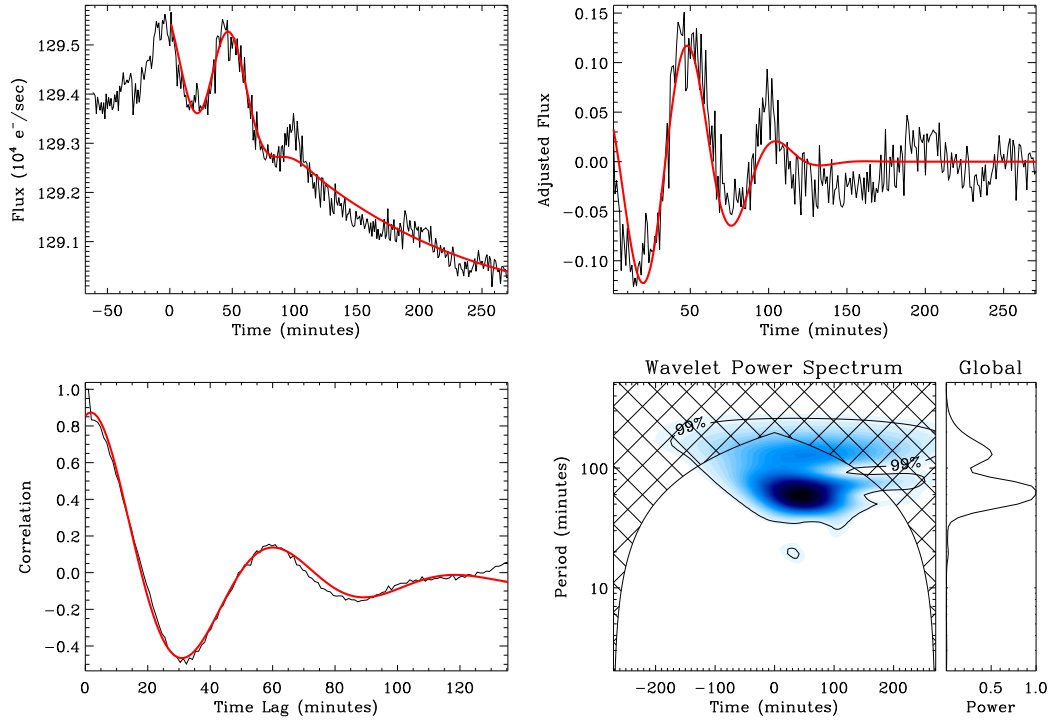 129.5
129.4
129.3
129.2
129.1
Flux (10⁴ e⁻/sec)
−50 0 50 100 150 200 250
Time (minutes)
0.15
0.10
0.05
0.00
−0.05
−0.10
Adjusted Flux
50 100 150 200 250
Time (minutes)
1.0
0.8
0.6
0.4
0.2
0.0
−0.2
−0.4
Correlation
0 20 40 60 80 100 120
Time Lag (minutes)
Wavelet Power Spectrum
99%
99%
100
10
Period (minutes)
−200 −100 0 100 200
Time (minutes)
Global
0.5 1.0
Power